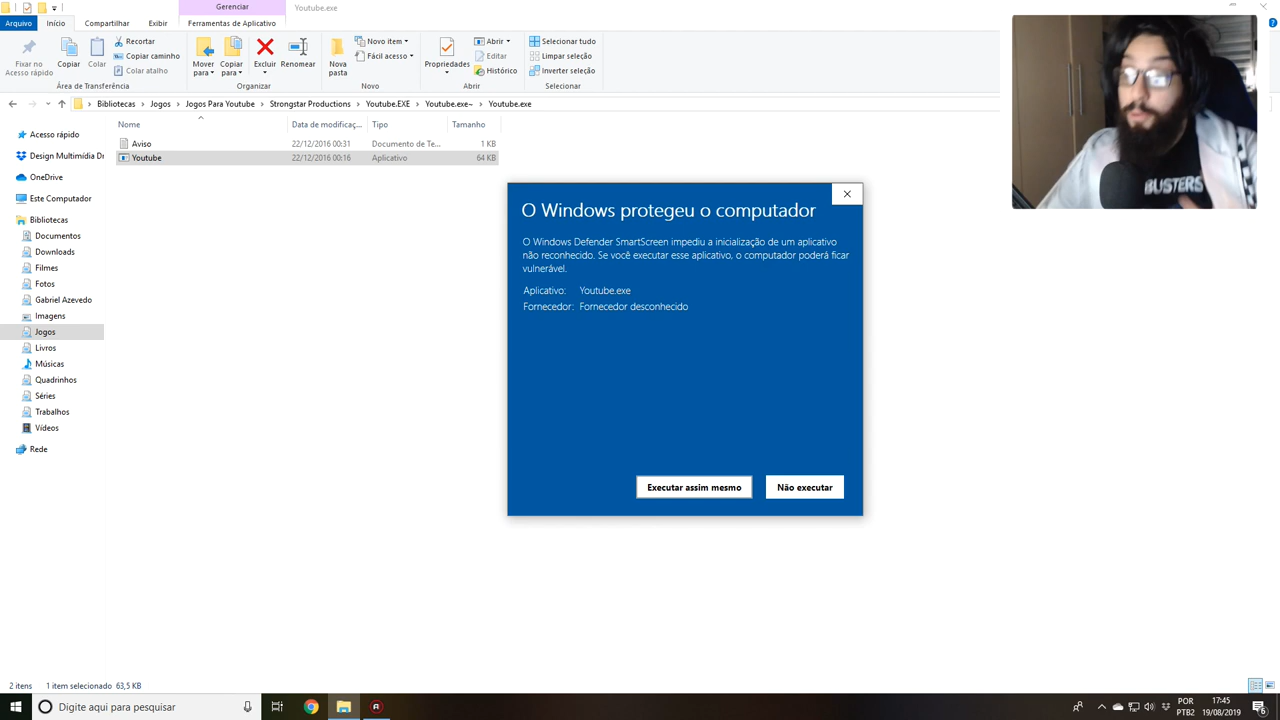 Gerenciar
Youtube.exe
Arquivo
Início
Compartilhar
Exibir
Ferramentas de Aplicativo
Fixar no
Acesso rápido
Copiar
Colar
Recortar
Copiar caminho
Colar atalho
Área de Transferência
Mover
para
Copiar
para
Excluir
Renomear
Organizar
Nova
pasta
Novo item
Fácil acesso
Novo
Propriedades
Abrir
Editar
Histórico
Abrir
Selecionar tudo
Limpar seleção
Inverter seleção
Selecionar
Bibliotecas > Jogos > Jogos Para Youtube > Strongstar Productions > Youtube.EXE > Youtube.exe~ > Youtube.exe
Nome
Data de modificaç...
Tipo
Tamanho
Aviso
22/12/2016 00:31
Documento de Te...
1 KB
Youtube
22/12/2016 00:16
Aplicativo
64 KB
Acesso rápido
Design Multimídia Dr
OneDrive
Este Computador
Bibliotecas
Documentos
Downloads
Filmes
Fotos
Gabriel Azevedo
Imagens
Jogos
Livros
Músicas
Quadrinhos
Séries
Trabalhos
Vídeos
Rede
O Windows protegeu o computador
O Windows Defender SmartScreen impediu a inicialização de um aplicativo
não reconhecido. Se você executar esse aplicativo, o computador poderá ficar
vulnerável.
Aplicativo: Youtube.exe
Fornecedor: Fornecedor desconhecido
Executar assim mesmo
Não executar
BUSTERS
2 itens
1 item selecionado 63,5 KB
Digite aqui para pesquisar
POR
PTB2
17:45
19/08/2019
6